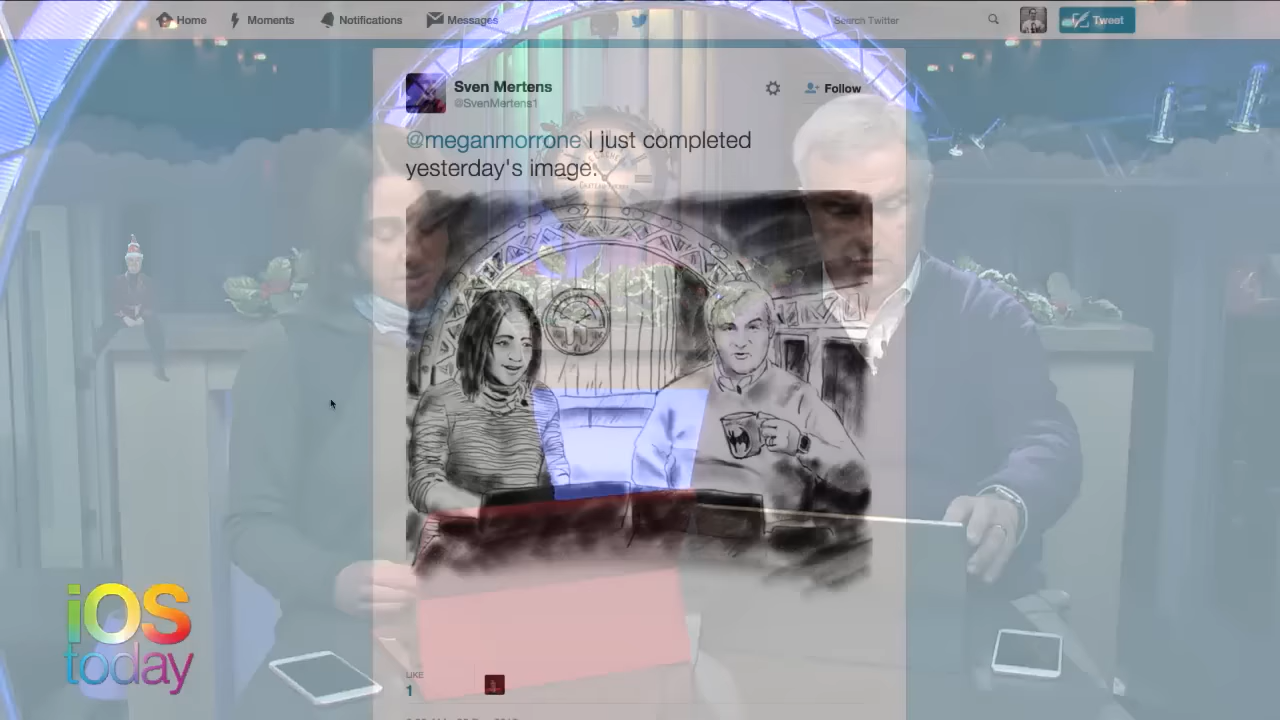 Home Moments Notifications Messages Search Twitter Tweet
Sven Mertens
@SvenMertens1
Follow
@meganmorrone I just completed
yesterday's image.
LIKE
1
iOS
today